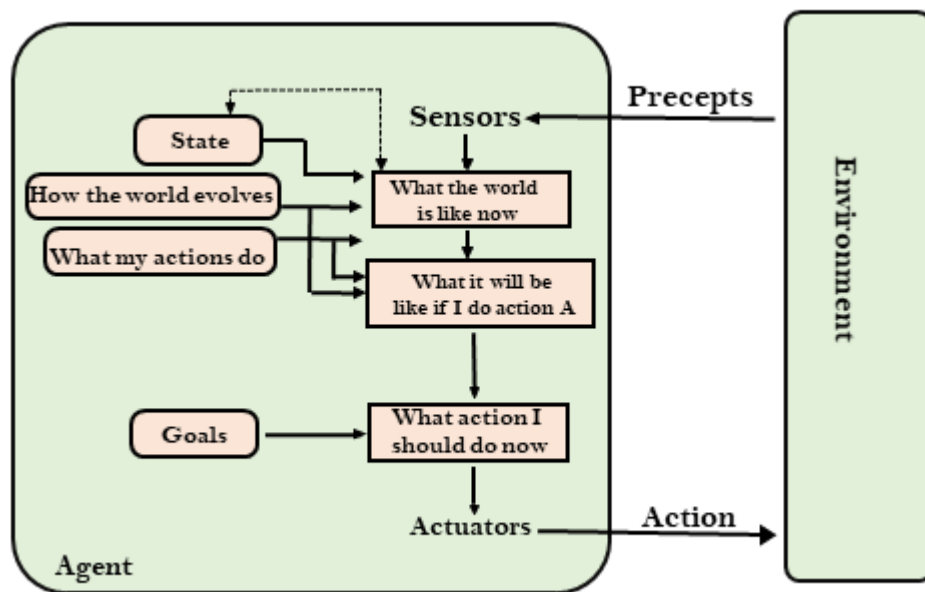 Precepts
Sensors
State
What the world
is like now
How the world evolves
What my actions do
What it will be
like if I do action A
Environment
Goals
What action I
should do now
Actuators
Action
Agent